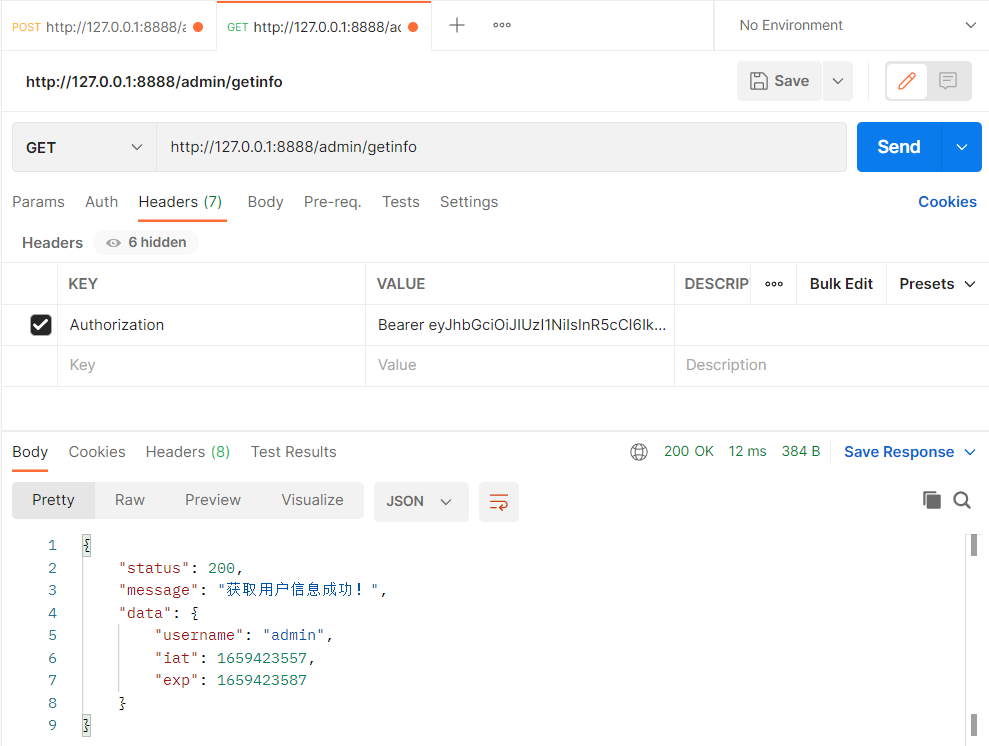 POST http://127.0.0.1:8888/a GET http://127.0.0.1:8888/ac No Environment
http://127.0.0.1:8888/admin/getinfo Save
GET http://127.0.0.1:8888/admin/getinfo Send
Params Auth Headers (7) Body Pre-req. Tests Settings Cookies
Headers 6 hidden
KEY VALUE DESCRIP Bulk Edit Presets
Authorization Bearer eyJhbGciOiJIUzI1NiIsInR5cCI6Ik...
Key Value Description
Body Cookies Headers (8) Test Results 200 OK 12 ms 384 B Save Response
Pretty Raw Preview Visualize JSON
1 {
2 "status": 200,
3 "message": "获取用户信息成功！",
4 "data": {
5 "username": "admin",
6 "iat": 1659423557,
7 "exp": 1659423587
8 }
9 }